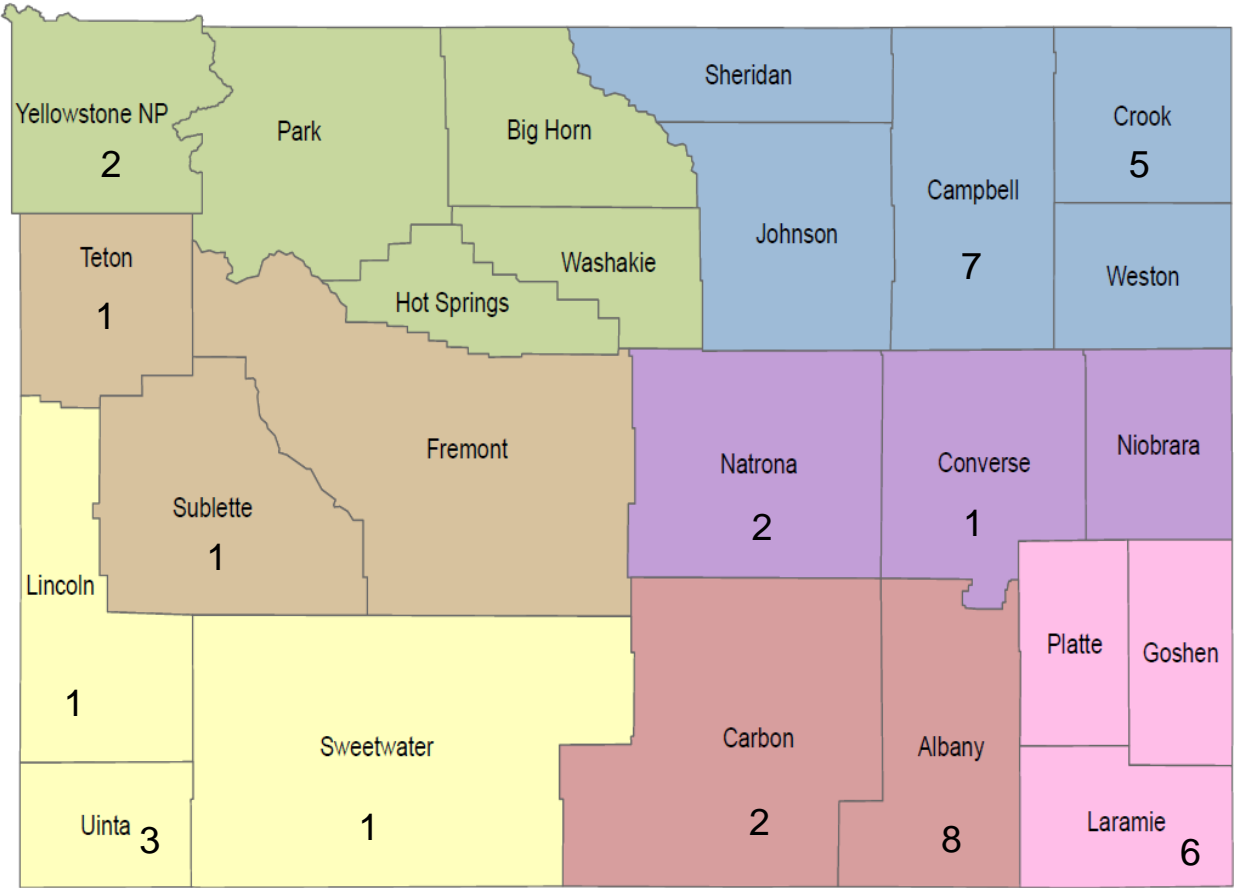 Yellowstone NP
2
Park
Big Horn
Sheridan
Campbell
7
Crook
5
Johnson
Weston
Teton
1
Hot Springs
Washakie
Sublette
1
Fremont
Natrona
2
Converse
1
Niobrara
Lincoln
1
Uinta 3
Sweetwater
1
Carbon
2
Albany
8
Platte
Goshen
Laramie
6